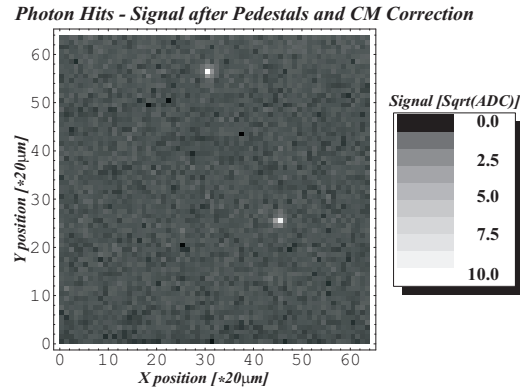 Photon Hits - Signal after Pedestals and CM Correction
60
50
40
30
20
10
0
Y position [*20μm]
0 10 20 30 40 50 60
X position [*20μm]
Signal [Sqrt(ADC)]
0.0
2.5
5.0
7.5
10.0